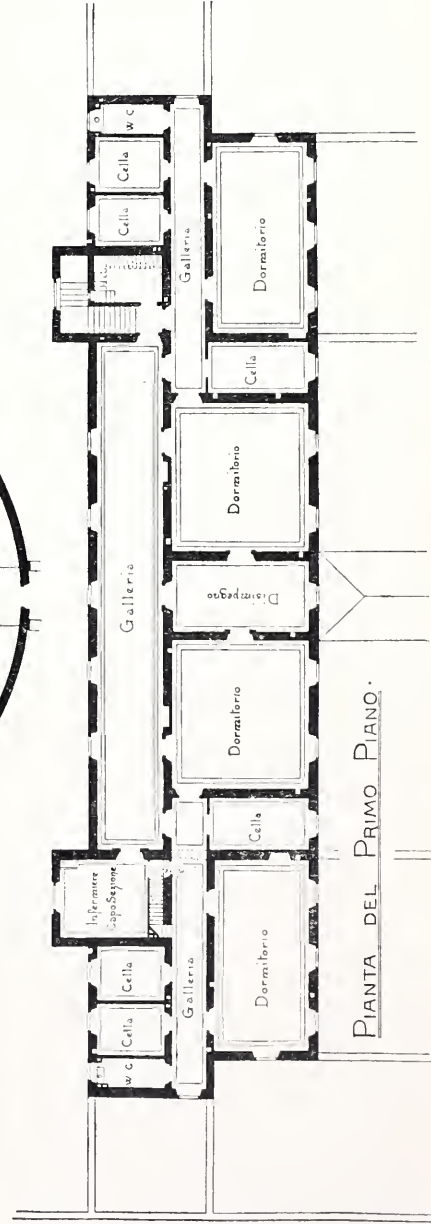 W C
Cella
Cella
Infermiere
Capo Sezione
Galleria
Cella
Cella
W C
Galleria
Galleria
Dormitorio
Cella
Dormitorio
Disimpegno
Dormitorio
Cella
Dormitorio
PIANTA DEL PRIMO PIANO.